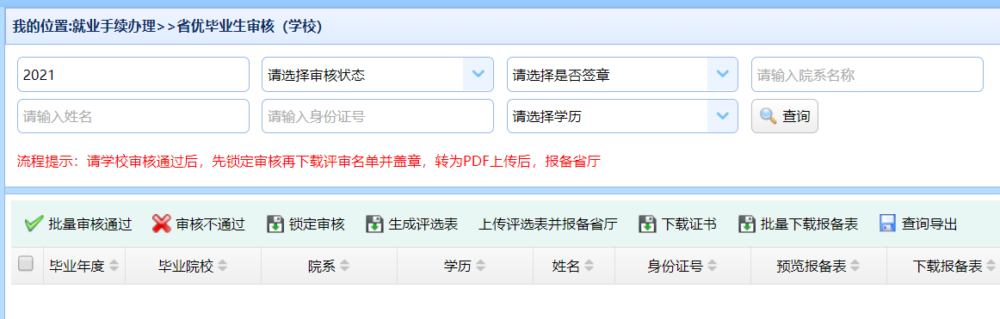 我的位置:就业手续办理>>省优毕业生审核（学校）
2021 请选择审核状态 请选择是否签章 请输入院系名称
请输入姓名 请输入身份证号 请选择学历 查询
流程提示：请学校审核通过后，先锁定审核再下载评审名单并盖章，转为PDF上传后，报备省厅
批量审核通过 审核不通过 锁定审核 生成评选表 上传评选表并报备省厅 下载证书 批量下载报备表 查询导出
毕业年度 毕业院校 院系 学历 姓名 身份证号 预览报备表 下载报备表